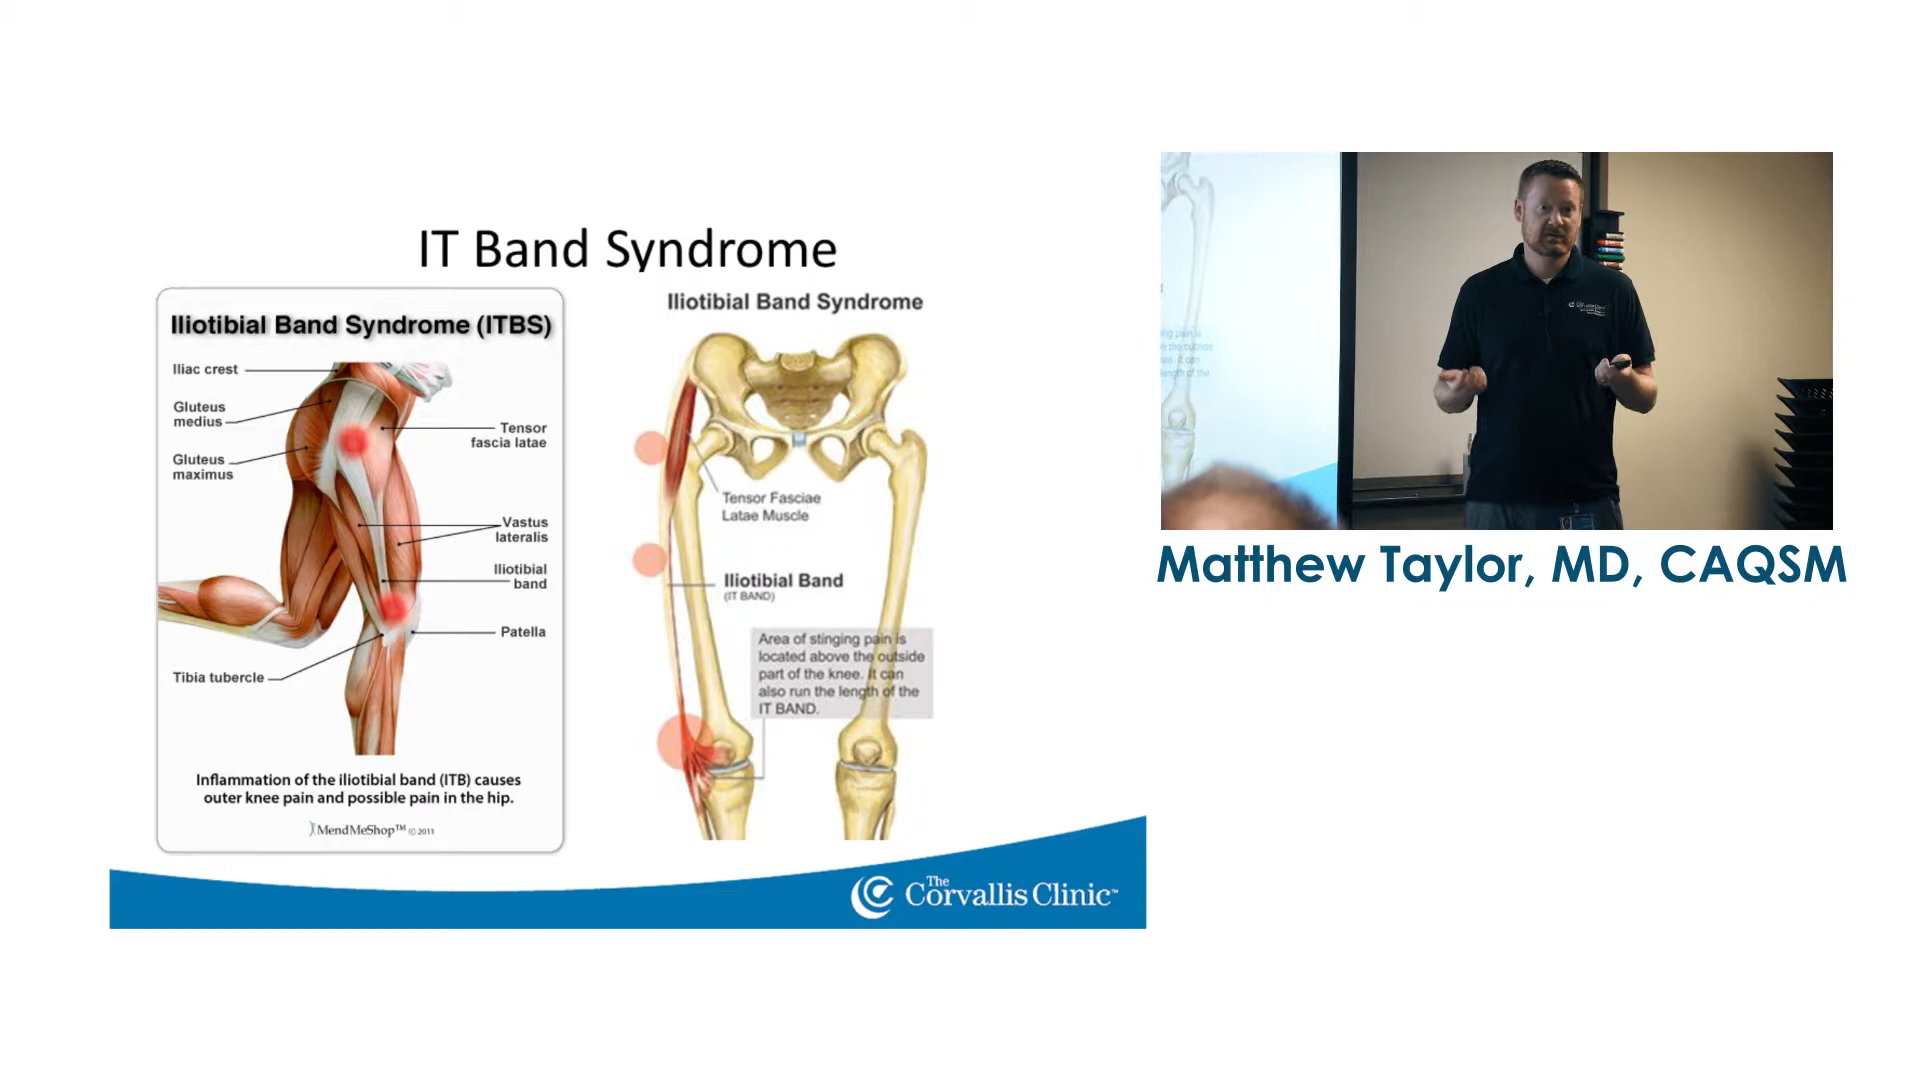 IT Band Syndrome
Iliotibial Band Syndrome (ITBS)
Iliac crest
Gluteus
medius
Gluteus
maximus
Tensor
fascia latae
Vastus
lateralis
Iliotibial
band
Patella
Tibia tubercle
Inflammation of the iliotibial band (ITB) causes
outer knee pain and possible pain in the hip.
MendMeShop™ © 2011
Iliotibial Band Syndrome
Tensor Fasciae
Latae Muscle
Iliotibial Band
(IT BAND)
Area of stinging pain is
located above the outside
part of the knee. It can
also run the length of the
IT BAND.
The
Corvallis Clinic™
Matthew Taylor, MD, CAQSM